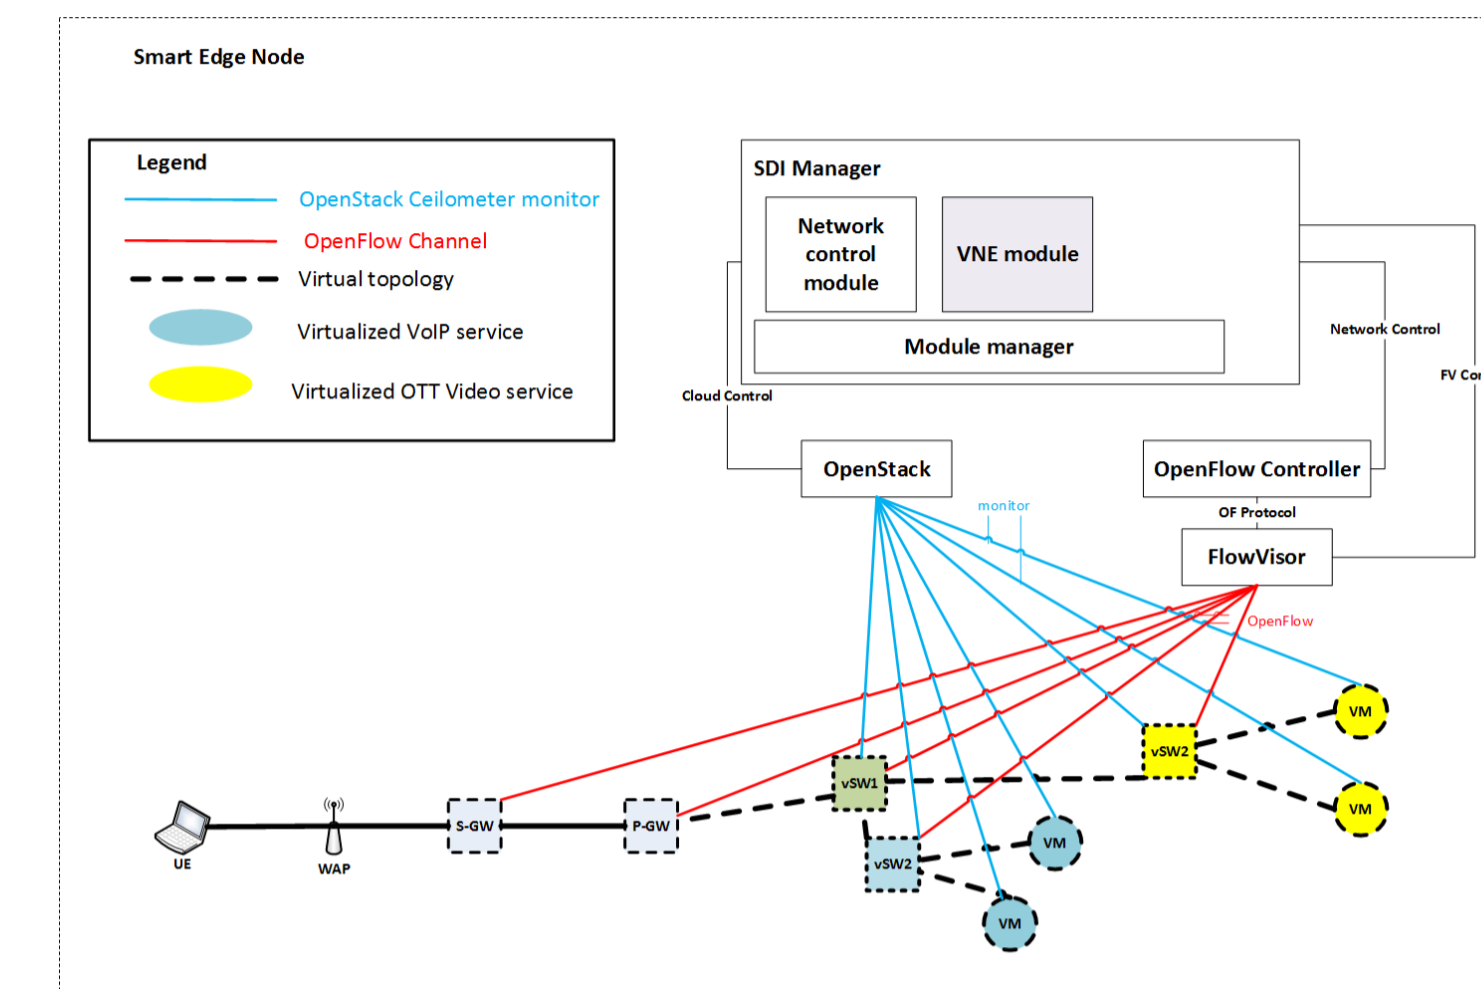 Smart Edge Node
Legend
OpenStack Ceilometer monitor
OpenFlow Channel
Virtual topology
Virtualized VoIP service
Virtualized OTT Video service
SDI Manager
Network
control
module
VNE module
Module manager
Network Control
FV Cor
Cloud Control
OpenStack
OpenFlow Controller
monitor
OF Protocol
FlowVisor
OpenFlow
VM
vSW2
vSW1
VM
S-GW
P-GW
UE
WAP
vSW2
VM
VM